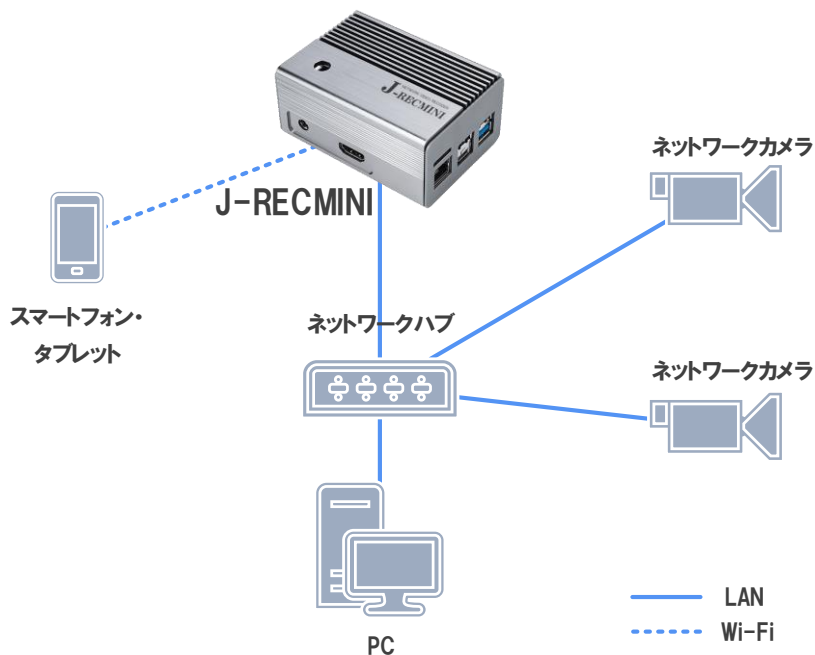 J-RECMINI
ネットワークカメラ
J-RECMINI
スマートフォン・
タブレット
ネットワークハブ
ネットワークカメラ
PC
LAN
Wi-Fi